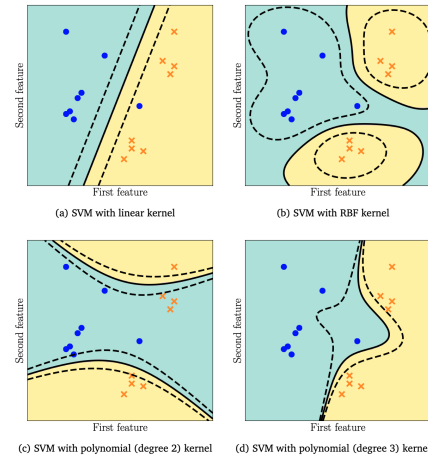 Second feature
First feature
(a) SVM with linear kernel
Second feature
First feature
(b) SVM with RBF kernel
Second feature
First feature
(c) SVM with polynomial (degree 2) kernel
Second feature
First feature
(d) SVM with polynomial (degree 3) kerne